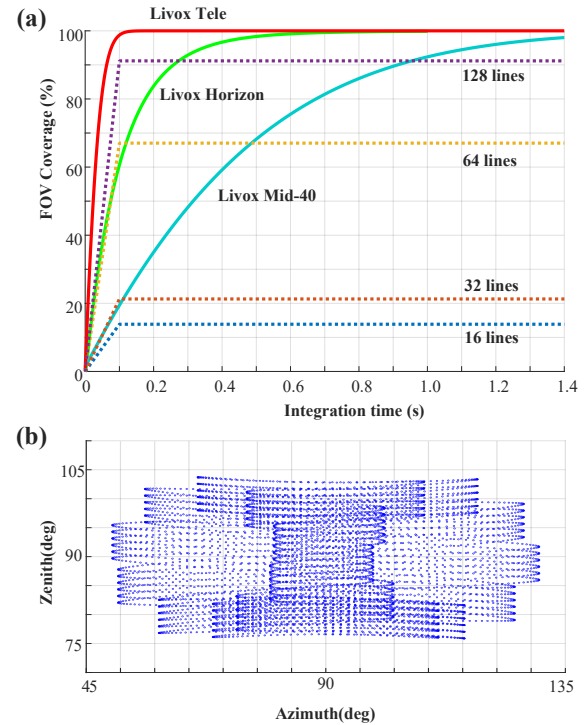 (a)
Livox Tele
100
80
60
40
20
0
FOV Coverage (%)
128 lines
Livox Horizon
64 lines
Livox Mid-40
32 lines
16 lines
0
0.2
0.4
0.6
0.8
1.0
1.2
1.4
Integration time (s)
(b)
105
90
75
Zenith(deg)
45
90
135
Azimuth(deg)